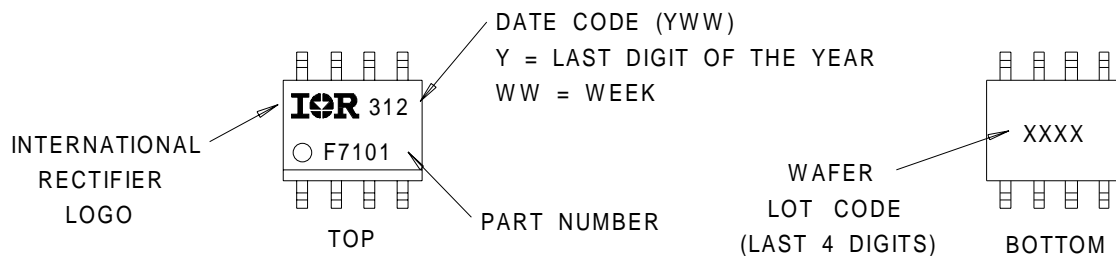 DATE CODE (YWW)
Y = LAST DIGIT OF THE YEAR
WW = WEEK
IOR 312
F7101
INTERNATIONAL
RECTIFIER
LOGO
PART NUMBER
TOP
XXXX
WAFER
LOT CODE
(LAST 4 DIGITS)
BOTTOM